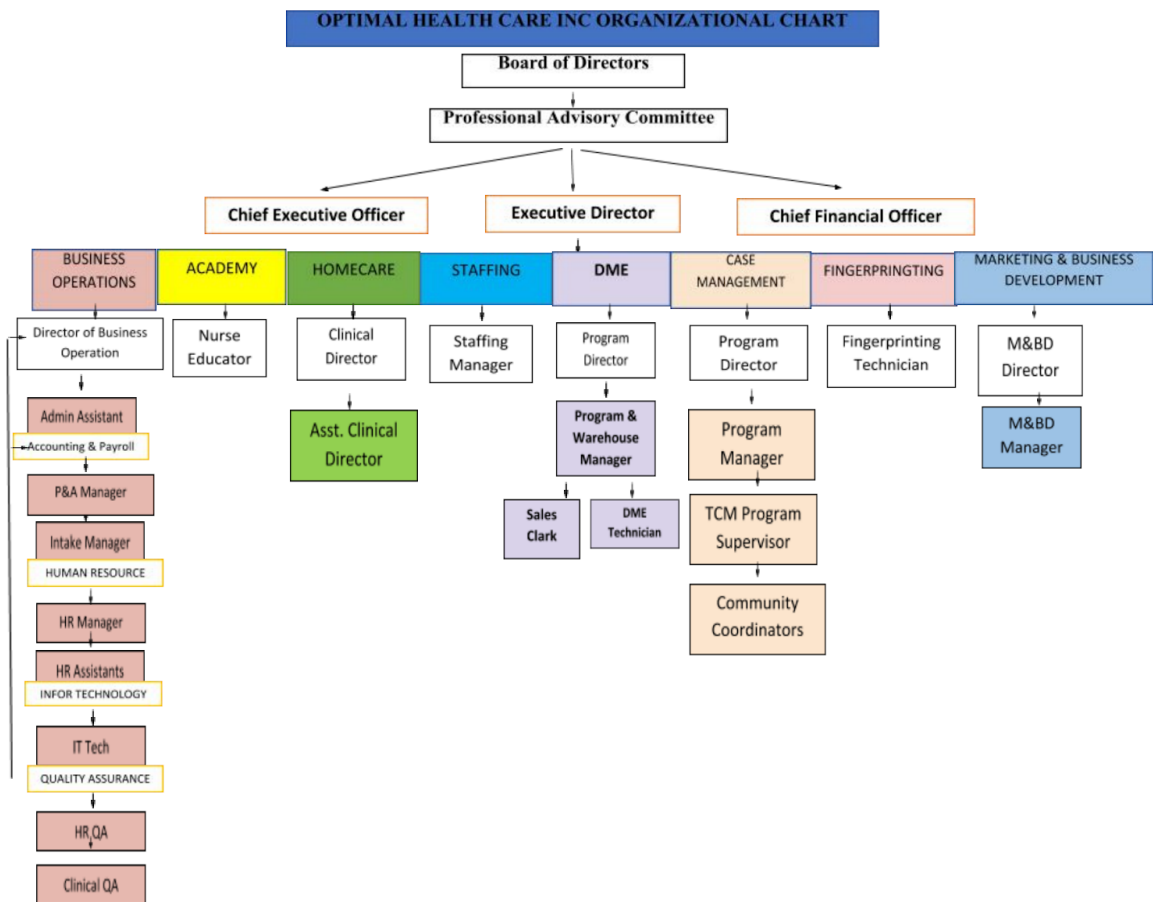 OPTIMAL HEALTH CARE INC ORGANIZATIONAL CHART
Board of Directors
Professional Advisory Committee
Chief Executive Officer
Executive Director
Chief Financial Officer
BUSINESS
OPERATIONS
ACADEMY
HOMECARE
STAFFING
DME
CASE
MANAGEMENT
FINGERPRINGTING
MARKETING & BUSINESS
DEVELOPMENT
Director of Business
Operation
Nurse
Educator
Clinical
Director
Staffing
Manager
Program
Director
Program
Director
Fingerprinting
Technician
M&BD
Director
Admin Assistant
Accounting & Payroll
P&A Manager
Intake Manager
HUMAN RESOURCE
HR Manager
HR Assistants
INFOR TECHNOLOGY
IT Tech
QUALITY ASSURANCE
HR QA
Clinical QA
Asst. Clinical
Director
Program &
Warehouse
Manager
Sales
Clark
DME
Technician
Program
Manager
TCM Program
Supervisor
Community
Coordinators
M&BD
Manager